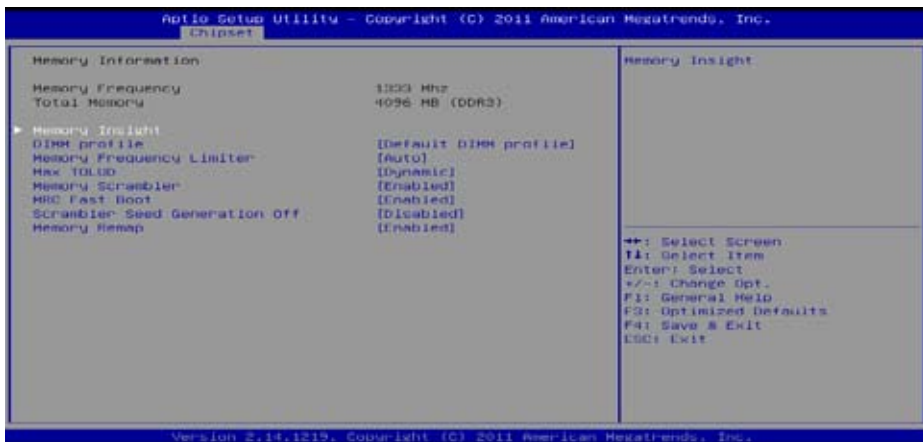 Aptio Setup Utility - Copyright (C) 2011 American Megatrends, Inc.
Chipset
Memory Information
Memory Frequency 1333 Mhz
Total Memory 4096 MB (DDR3)
► Memory Insight
DIMM profile [Default DIMM profile]
Memory Frequency Limiter [Auto]
Max TOLUD [Dynamic]
Memory Scrambler [Enabled]
MRC Fast Boot [Enabled]
Scrambler Seed Generation Off [Disabled]
Memory Remap [Enabled]
Memory Insight
→←: Select Screen
↑↓: Select Item
Enter: Select
+/-: Change Opt.
F1: General Help
F3: Optimized Defaults
F4: Save & Exit
ESC: Exit
Version 2.14.1219. Copyright (C) 2011 American Megatrends, Inc.